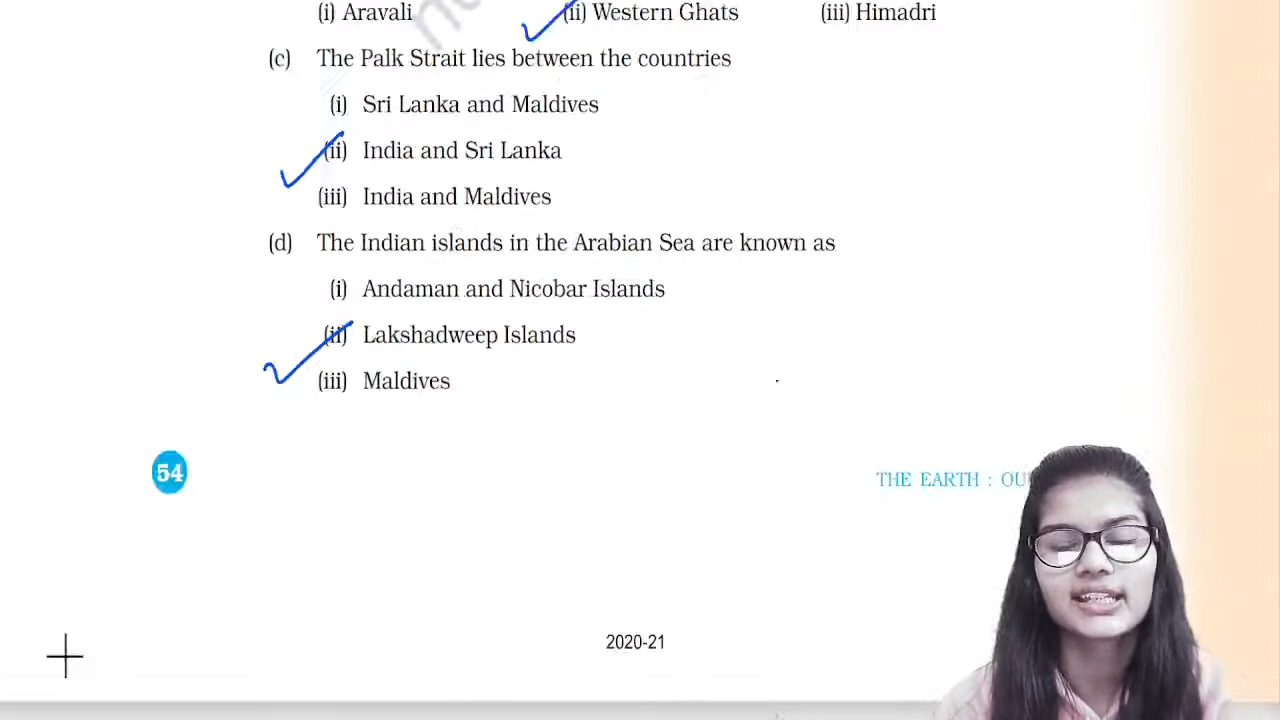 (i) Aravali (ii) Western Ghats (iii) Himadri
(c) The Palk Strait lies between the countries
(i) Sri Lanka and Maldives
(ii) India and Sri Lanka
(iii) India and Maldives
(d) The Indian islands in the Arabian Sea are known as
(i) Andaman and Nicobar Islands
(ii) Lakshadweep Islands
(iii) Maldives
54
THE EARTH : OU
2020-21